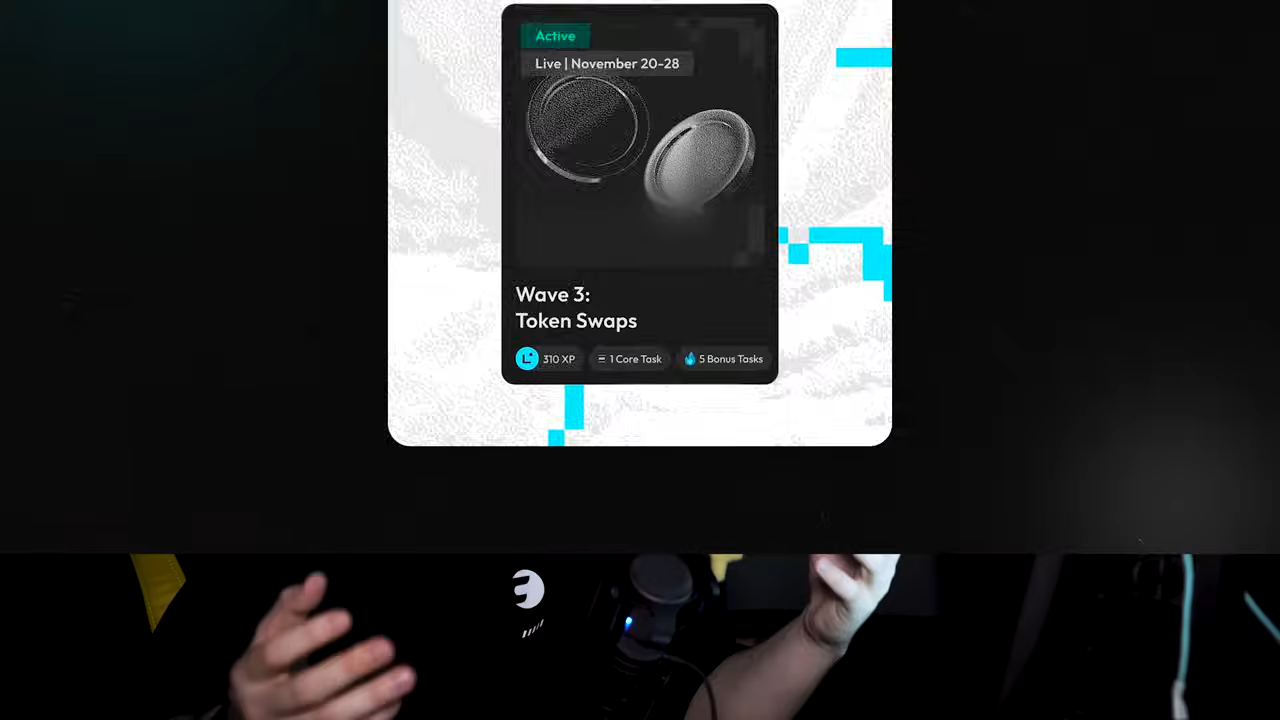 Active
Live | November 20-28
Wave 3:
Token Swaps
310 XP
1 Core Task
5 Bonus Tasks